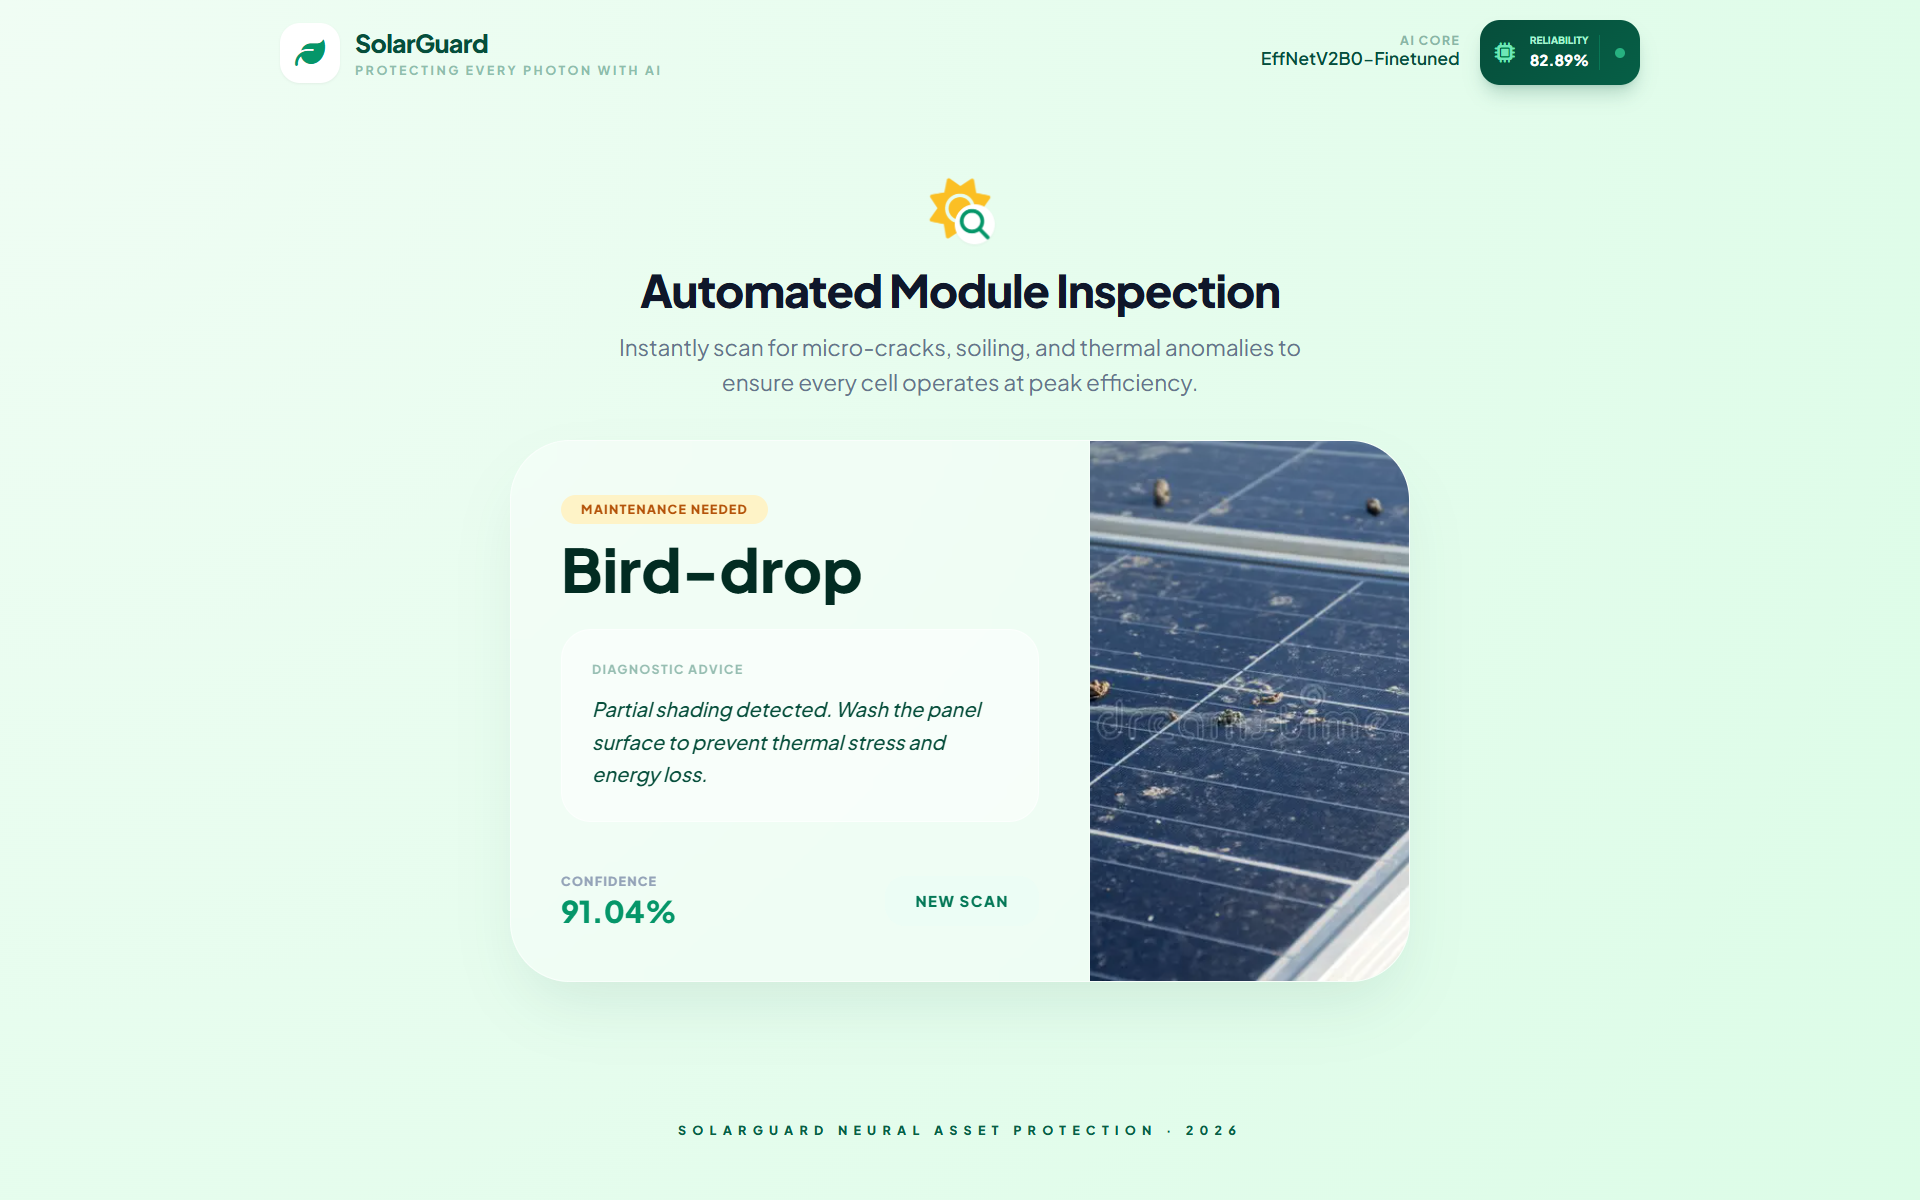 SolarGuard
PROTECTING EVERY PHOTON WITH AI
AI CORE
EffNetV2B0-Finetuned
RELIABILITY
82.89%
Automated Module Inspection
Instantly scan for micro-cracks, soiling, and thermal anomalies to
ensure every cell operates at peak efficiency.
MAINTENANCE NEEDED
Bird-drop
DIAGNOSTIC ADVICE
Partial shading detected. Wash the panel
surface to prevent thermal stress and
energy loss.
CONFIDENCE
91.04%
NEW SCAN
dreamstime
SOLARGUARD NEURAL ASSET PROTECTION · 2026